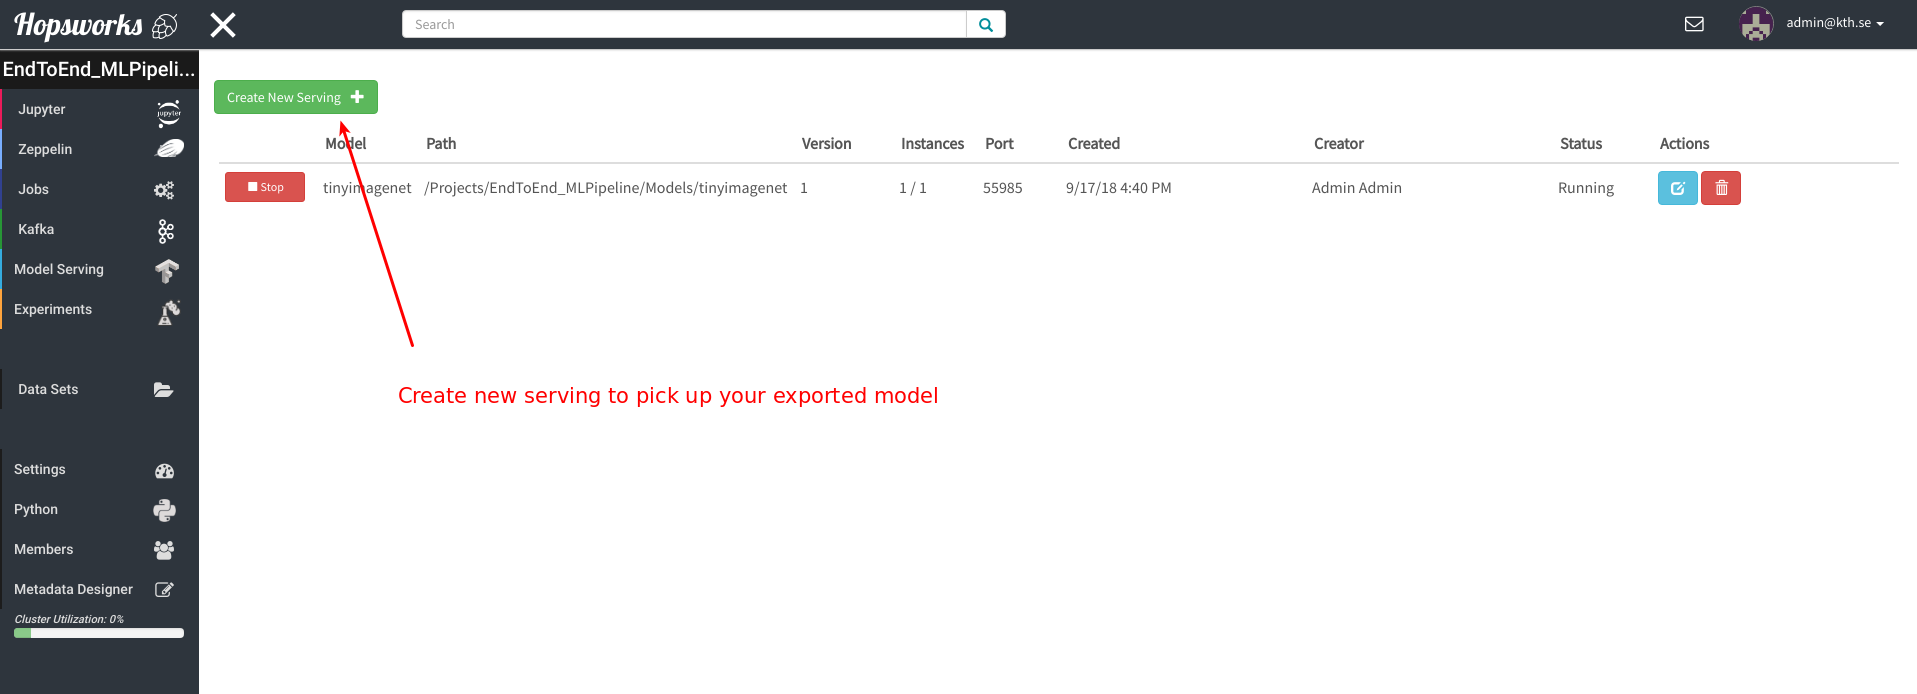 Hopsworks
Search
admin@kth.se
EndToEnd_MLPipeli...
Jupyter
jupyter
Zeppelin
Jobs
Kafka
Model Serving
Experiments
Data Sets
Settings
Python
Members
Metadata Designer
Cluster Utilization: 0%
Create New Serving
Model Path Version Instances Port Created Creator Status Actions
Stop tinyimagenet /Projects/EndToEnd_MLPipeline/Models/tinyimagenet 1 1 / 1 55985 9/17/18 4:40 PM Admin Admin Running
Create new serving to pick up your exported model